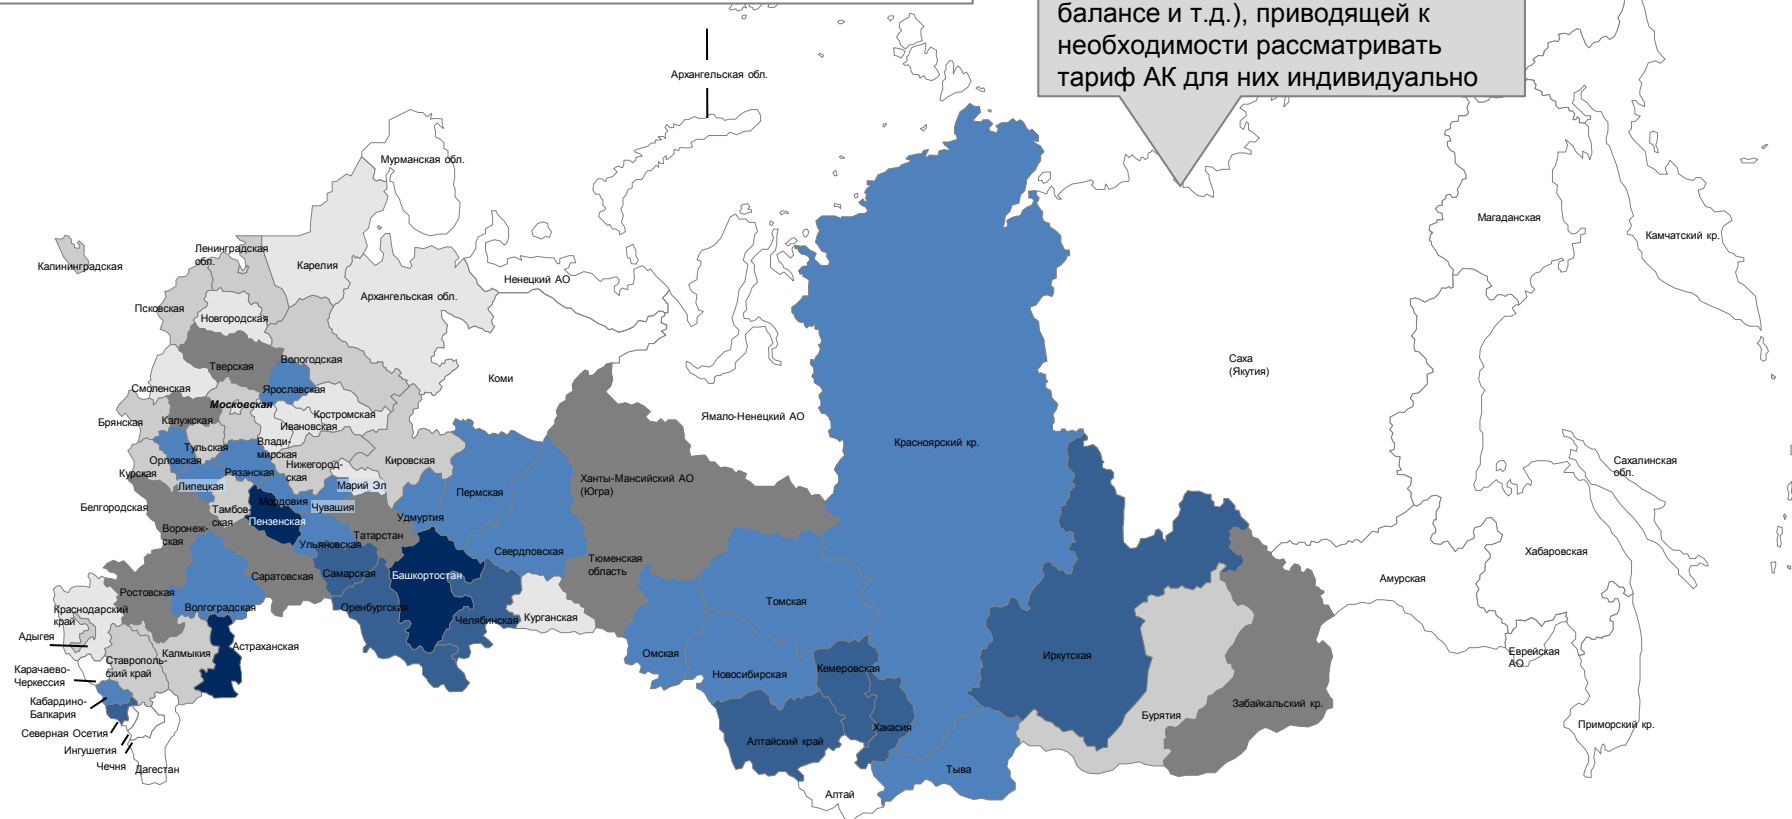 балансе и т.д.), приводящей к
необходимости рассматривать
тариф АК для них индивидуально
Архангельская обл.
Мурманская обл.
Магаданская
Камчатский кр.
Ленинградская
обл.
Калининградская
Карелия
Ненецкий АО
Архангельская обл.
Псковская
Новгородская
Вологодская
Тверская
Саха
(Якутия)
Коми
Смоленская
Ярославская
Московская
Костромская
Ямало-Ненецкий АО
Брянская
Калужская
Ивановская
Красноярский кр.
Тульская
Влади-
мирская
Орловская
Нижегород-
ская
Кировская
Курская
Рязанская
Сахалинская
обл.
Липецкая
Марий Эл
Пермская
Ханты-Мансийский АО
(Югра)
Белгородская
Мордовия
Чувашия
Тамбов-
ская
Пензенская
Удмуртия
Воронеж-
ская
Татарстан
Ульяновская
Свердловская
Хабаровская
Тюменская
область
Саратовская
Самарская
Башкортостан
Амурская
Ростовская
Томская
Краснодарский
край
Волгоградская
Оренбургская
Челябинская
Курганская
Адыгея
Астраханская
Калмыкия
Ставрополь-
ский край
Омская
Иркутская
Еврейская
АО
Карачаево-
Черкессия
Кемеровская
Новосибирская
Кабардино-
Балкария
Забайкальский кр.
Бурятия
Северная Осетия
Хакасия
Приморский кр.
Ингушетия
Алтайский край
Чечня
Дагестан
Тыва
Алтай